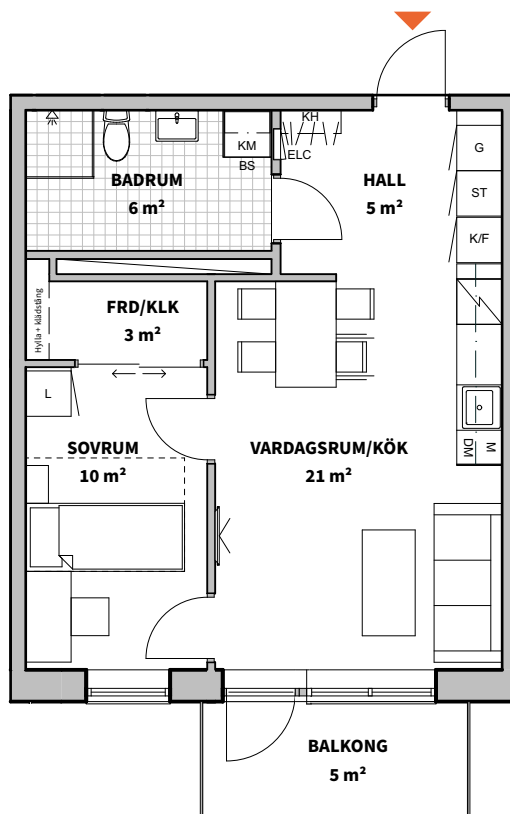 KH
G
KM
ELC
BS
BADRUM
6 m²
HALL
5 m²
ST
K/F
Hylla + klädstång
FRD/KLK
3 m²
L
SOVRUM
10 m²
VARDAGSRUM/KÖK
21 m²
DM
M
BALKONG
5 m²